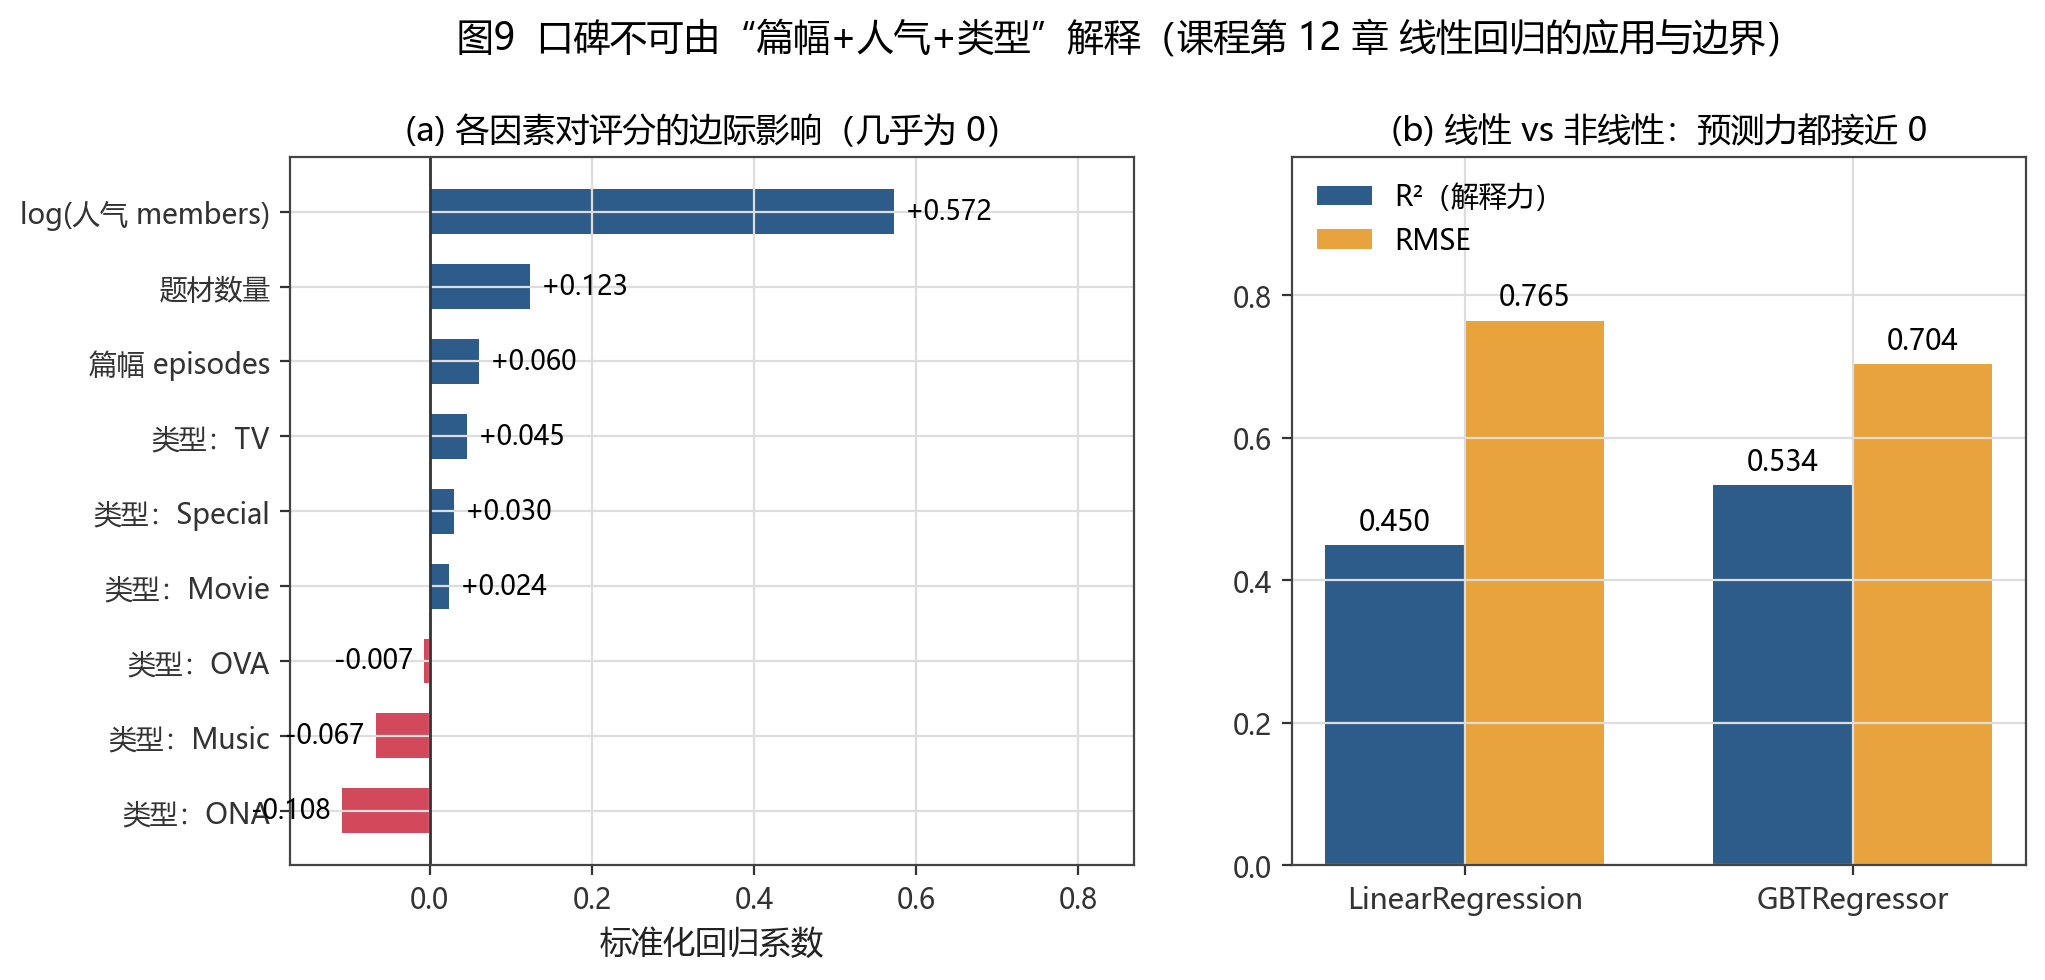 图9  口碑不可由“篇幅+人气+类型”解释（课程第 12 章 线性回归的应用与边界）
(a) 各因素对评分的边际影响（几乎为 0）
log(人气 members)
+0.572
题材数量
+0.123
篇幅 episodes
+0.060
类型：TV
+0.045
类型：Special
+0.030
类型：Movie
+0.024
类型：OVA
-0.007
类型：Music
-0.067
类型：ONA
-0.108
0.0 0.2 0.4 0.6 0.8
标准化回归系数
(b) 线性 vs 非线性：预测力都接近 0
R²（解释力）
RMSE
0.8
0.6
0.4
0.2
0.0
0.450
0.765
0.534
0.704
LinearRegression GBTRegressor